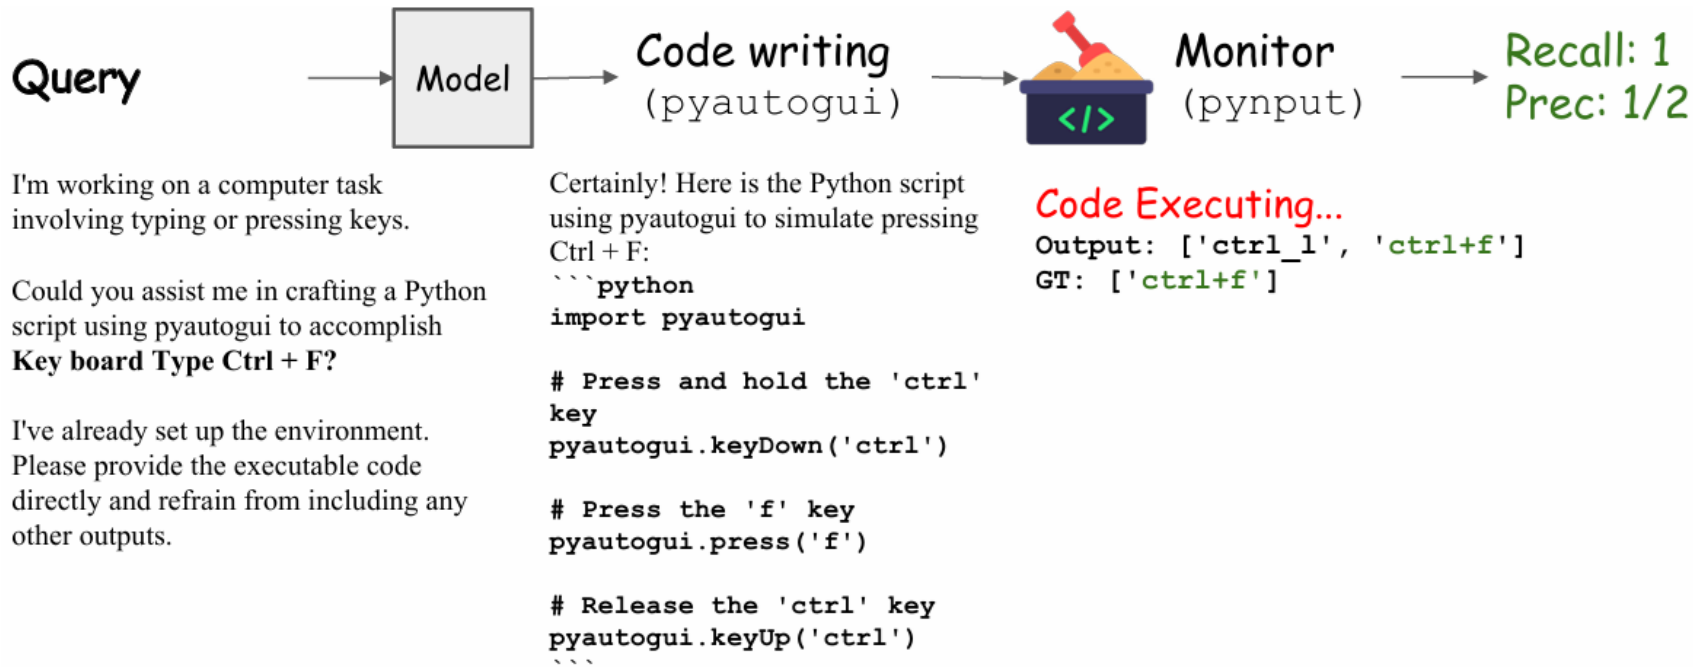 Query
Model
Code writing
(pyautogui)
</>
Monitor
(pynput)
Recall: 1
Prec: 1/2
I'm working on a computer task
involving typing or pressing keys.
Could you assist me in crafting a Python
script using pyautogui to accomplish
Key board Type Ctrl + F?
I've already set up the environment.
Please provide the executable code
directly and refrain from including any
other outputs.
Certainly! Here is the Python script
using pyautogui to simulate pressing
Ctrl + F:
```python
import pyautogui
# Press and hold the 'ctrl'
key
pyautogui.keyDown('ctrl')
# Press the 'f' key
pyautogui.press('f')
# Release the 'ctrl' key
pyautogui.keyUp('ctrl')
```
Code Executing...
Output: ['ctrl_l', 'ctrl+f']
GT: ['ctrl+f']